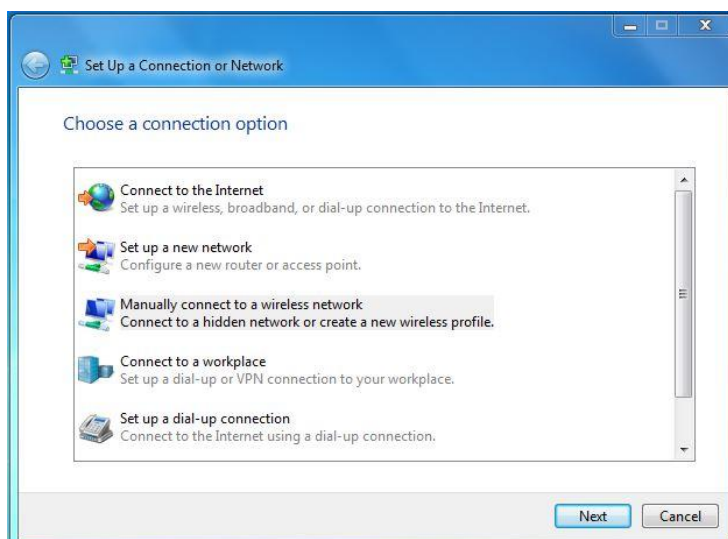 Set Up a Connection or Network
Choose a connection option
Connect to the Internet
Set up a wireless, broadband, or dial-up connection to the Internet.
Set up a new network
Configure a new router or access point.
Manually connect to a wireless network
Connect to a hidden network or create a new wireless profile.
Connect to a workplace
Set up a dial-up or VPN connection to your workplace.
Set up a dial-up connection
Connect to the Internet using a dial-up connection.
Next Cancel